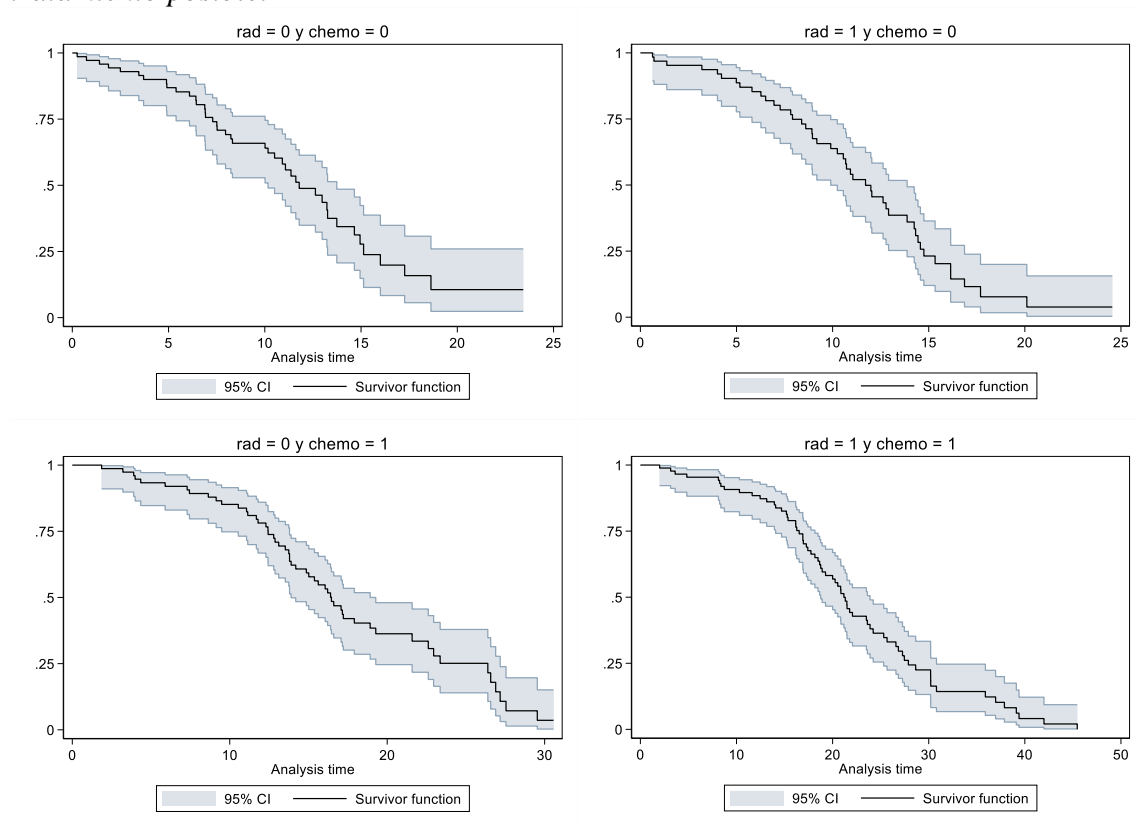 rad = 0 y chemo = 0
1
.75
.5
.25
0
0 5 10 15 20 25
Analysis time
95% CI Survivor function
rad = 1 y chemo = 0
1
.75
.5
.25
0
0 5 10 15 20 25
Analysis time
95% CI Survivor function
rad = 0 y chemo = 1
1
.75
.5
.25
0
0 10 20 30
Analysis time
95% CI Survivor function
rad = 1 y chemo = 1
1
.75
.5
.25
0
0 10 20 30 40 50
Analysis time
95% CI Survivor function